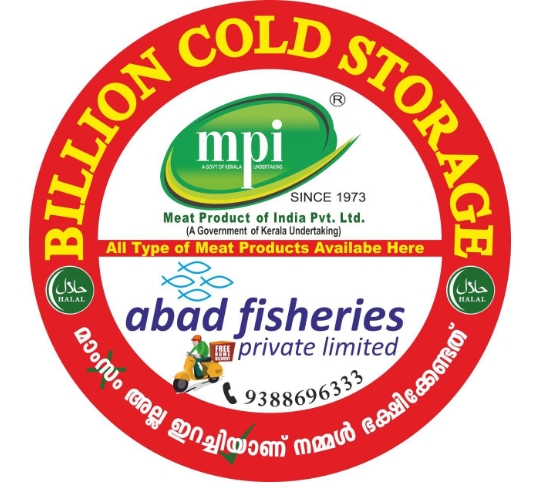 BILLION COLD STORAGE
®
mpi
A GOVT OF KERALA UNDERTAKING
SINCE 1973
Meat Product of India Pvt. Ltd.
(A Government of Kerala Undertaking)
All Type of Meat Products Availabe Here
حلال
HALAL
حلال
HALAL
abad fisheries
private limited
FREE
HOME
DELIVERY
9388696333
മാംസം അല്ല ഇറച്ചിയാണ് നമ്മൾ ഭക്ഷിക്കേണ്ടത്